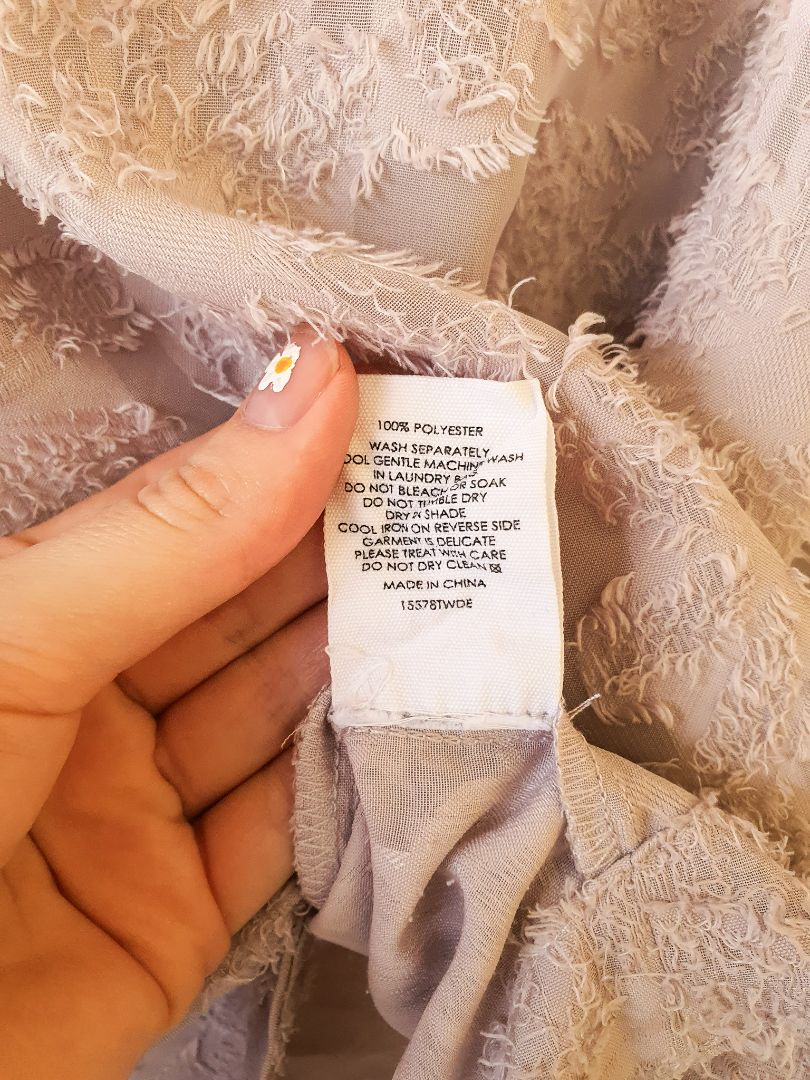 100% POLYESTER
WASH SEPARATELY
OOL GENTLE MACHINE WASH
IN LAUNDRY BAG
DO NOT BLEACH OR SOAK
DO NOT TUMBLE DRY
DRY IN SHADE
COOL IRON ON REVERSE SIDE
GARMENT IS DELICATE
PLEASE TREAT WITH CARE
DO NOT DRY CLEAN
MADE IN CHINA
15378TWDE